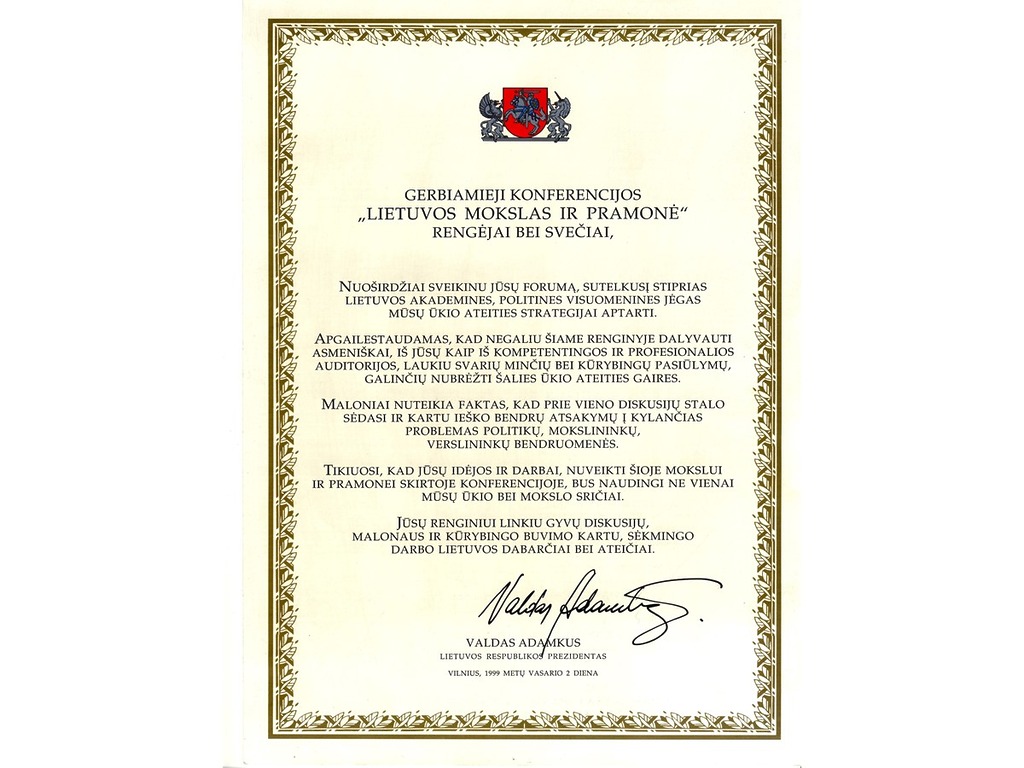 GERBIAMIEJI KONFERENCIJOS
„LIETUVOS MOKSLAS IR PRAMONĖ“
RENGĖJAI BEI SVEČIAI,
NUOŠIRDŽIAI SVEIKINU JŪSŲ FORUMĄ, SUTELKUSĮ STIPRIAS
LIETUVOS AKADEMINES, POLITINES VISUOMENINES JĖGAS
MŪSŲ ŪKIO ATEITIES STRATEGIJAI APTARTI.
APGAILESTAUDAMAS, KAD NEGALIU ŠIAME RENGINYJE DALYVAUTI
ASMENIŠKAI, IŠ JŪSŲ KAIP IŠ KOMPETENTINGOS IR PROFESIONALIOS
AUDITORIJOS, LAUKIU SVARIŲ MINČIŲ BEI KŪRYBINGŲ PASIŪLYMŲ,
GALINČIŲ NUBRĖŽTI ŠALIES ŪKIO ATEITIES GAIRES.
MALONIAI NUTEIKIA FAKTAS, KAD PRIE VIENO DISKUSIJŲ STALO
SĖDASI IR KARTU IEŠKO BENDRŲ ATSAKYMŲ Į KYLANČIAS
PROBLEMAS POLITIKŲ, MOKSLININKŲ,
VERSLININKŲ BENDRUOMENĖS.
TIKIUOSI, KAD JŪSŲ IDĖJOS IR DARBAI, NUVEIKTI ŠIOJE MOKSLUI
IR PRAMONEI SKIRTOJE KONFERENCIJOJE, BUS NAUDINGI NE VIENAI
MŪSŲ ŪKIO BEI MOKSLO SRIČIAI.
JŪSŲ RENGINIUI LINKIU GYVŲ DISKUSIJŲ,
MALONAUS IR KŪRYBINGO BUVIMO KARTU, SĖKMINGO
DARBO LIETUVOS DABARČIAI BEI ATEIČIAI.
Valdas Adamkus
VALDAS ADAMKUS
LIETUVOS RESPUBLIKOS PREZIDENTAS
VILNIUS, 1999 METŲ VASARIO 2 DIENA